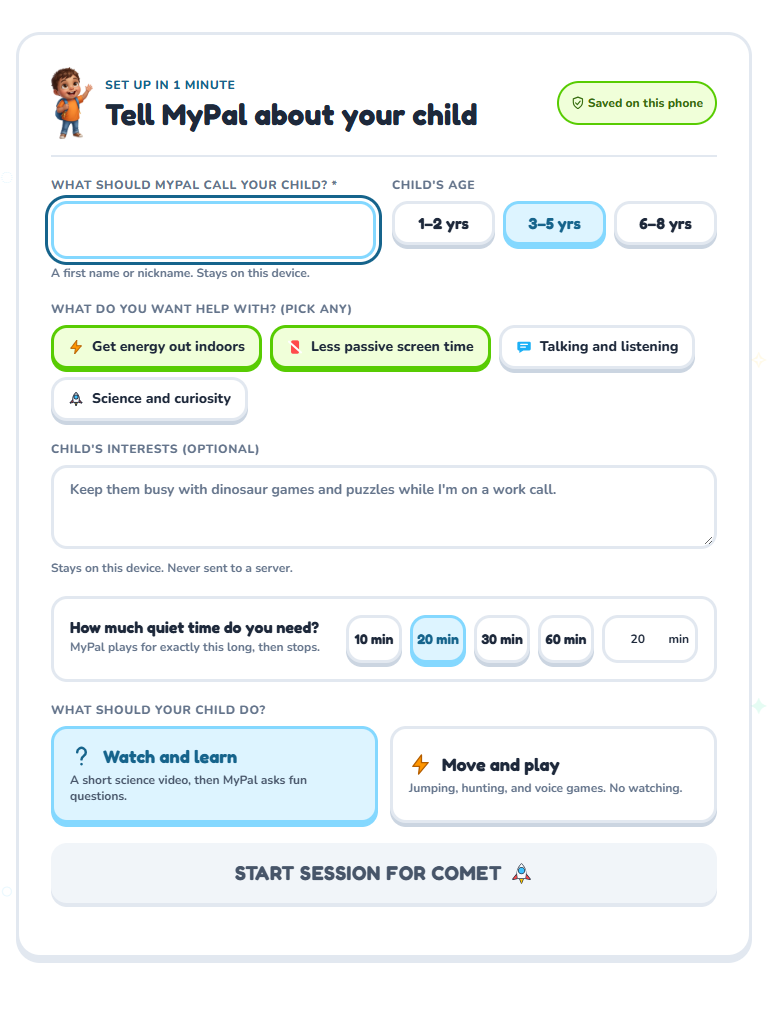 SET UP IN 1 MINUTE
Tell MyPal about your child
Saved on this phone
WHAT SHOULD MYPAL CALL YOUR CHILD? *
A first name or nickname. Stays on this device.
CHILD'S AGE
1–2 yrs
3–5 yrs
6–8 yrs
WHAT DO YOU WANT HELP WITH? (PICK ANY)
Get energy out indoors
Less passive screen time
Talking and listening
Science and curiosity
CHILD'S INTERESTS (OPTIONAL)
Keep them busy with dinosaur games and puzzles while I'm on a work call.
Stays on this device. Never sent to a server.
How much quiet time do you need?
MyPal plays for exactly this long, then stops.
10 min
20 min
30 min
60 min
20 min
WHAT SHOULD YOUR CHILD DO?
Watch and learn
A short science video, then MyPal asks fun
questions.
Move and play
Jumping, hunting, and voice games. No watching.
START SESSION FOR COMET